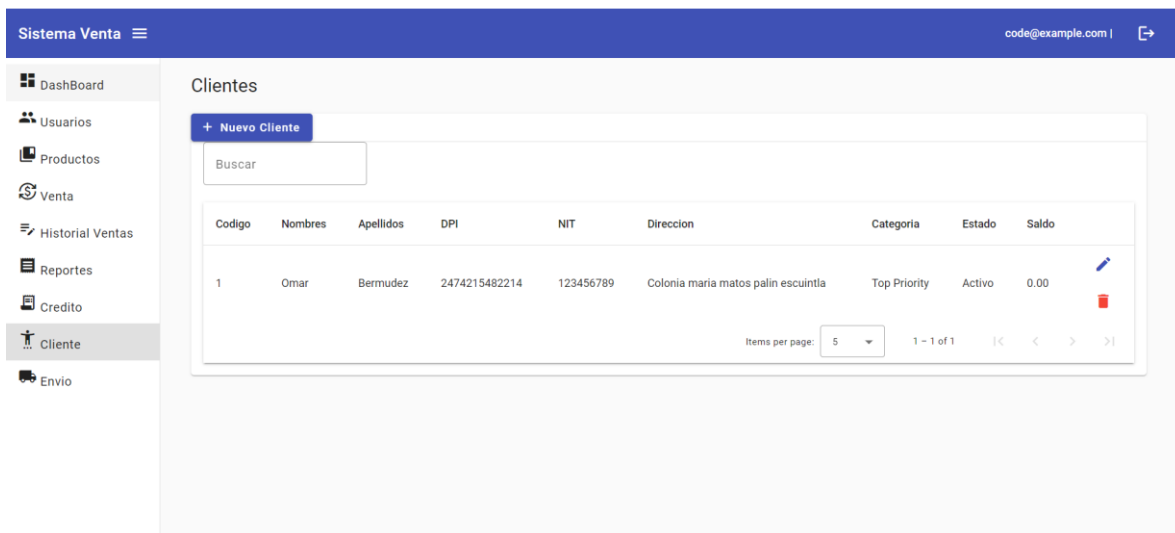 Sistema Venta
code@example.com |
DashBoard
Usuarios
Productos
Venta
Historial Ventas
Reportes
Credito
Cliente
Envio
Clientes
+ Nuevo Cliente
Buscar
Codigo Nombres Apellidos DPI NIT Direccion Categoria Estado Saldo
1 Omar Bermudez 2474215482214 123456789 Colonia maria matos palin escuintla Top Priority Activo 0.00
Items per page: 5 1 – 1 of 1